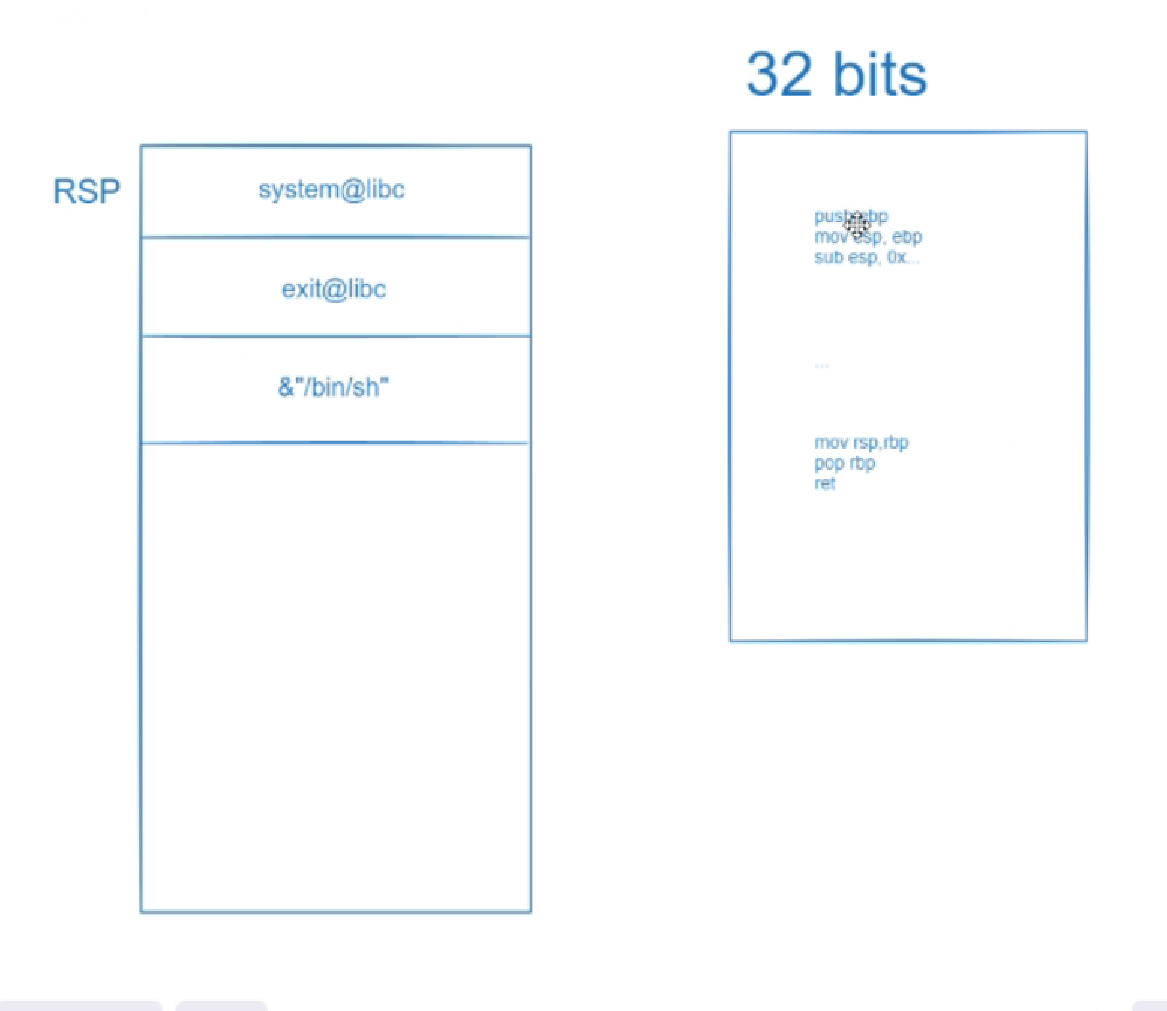 32 bits
RSP
system@libc
exit@libc
&"/bin/sh"
push ebp
mov esp, ebp
sub esp, 0x...
...
mov rsp,rbp
pop rbp
ret